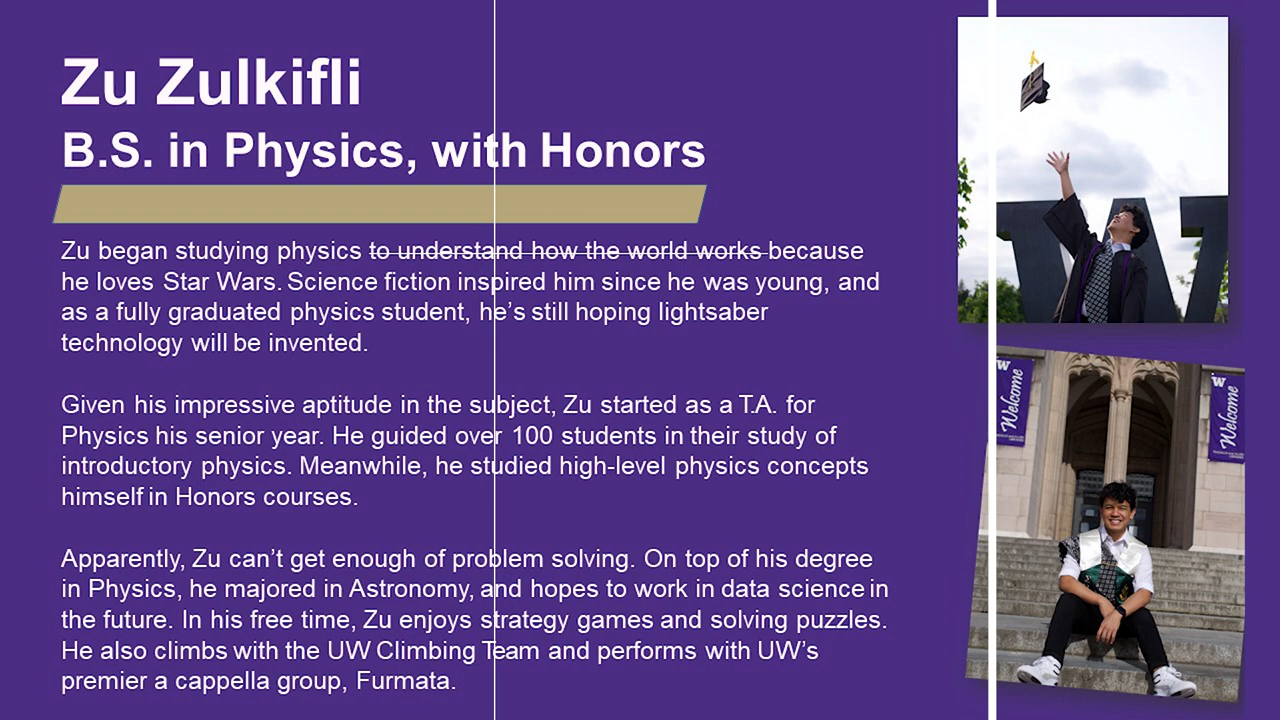 Zu Zulkifli
B.S. in Physics, with Honors
Zu began studying physics to understand how the world works because
he loves Star Wars. Science fiction inspired him since he was young, and
as a fully graduated physics student, he’s still hoping lightsaber
technology will be invented.
Given his impressive aptitude in the subject, Zu started as a T.A. for
Physics his senior year. He guided over 100 students in their study of
introductory physics. Meanwhile, he studied high-level physics concepts
himself in Honors courses.
Apparently, Zu can’t get enough of problem solving. On top of his degree
in Physics, he majored in Astronomy, and hopes to work in data science in
the future. In his free time, Zu enjoys strategy games and solving puzzles.
He also climbs with the UW Climbing Team and performs with UW’s
premier a cappella group, Furmata.
W
W
Welcome
W
Welcome